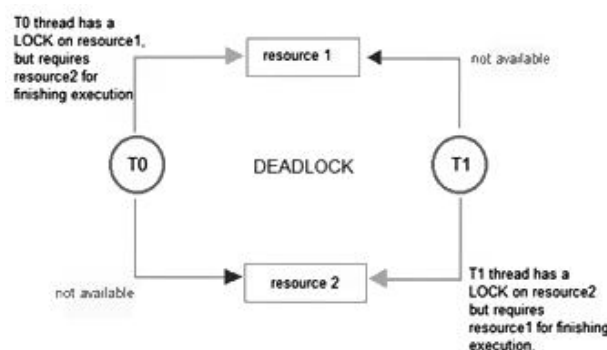 T0 thread has a
LOCK on resource1,
but requires
resource2 for
finishing execution
resource 1
not available
T0
DEADLOCK
T1
resource 2
not available
T1 thread has a
LOCK on resource2
but requires
resource1 for finishing
execution.